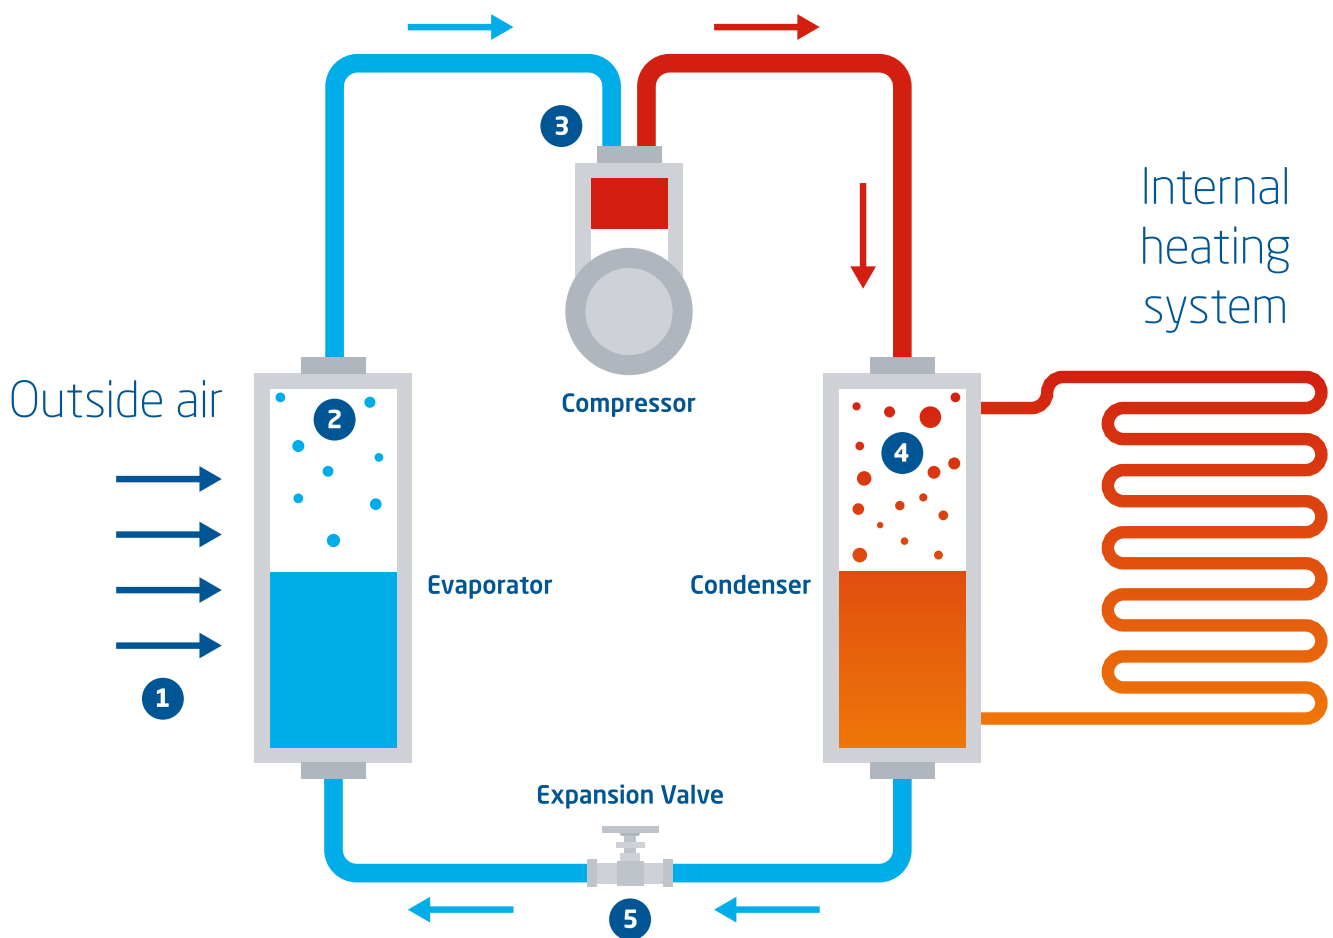 3
Internal
heating
system
Outside air
2
Compressor
4
Evaporator
Condenser
1
Expansion Valve
5